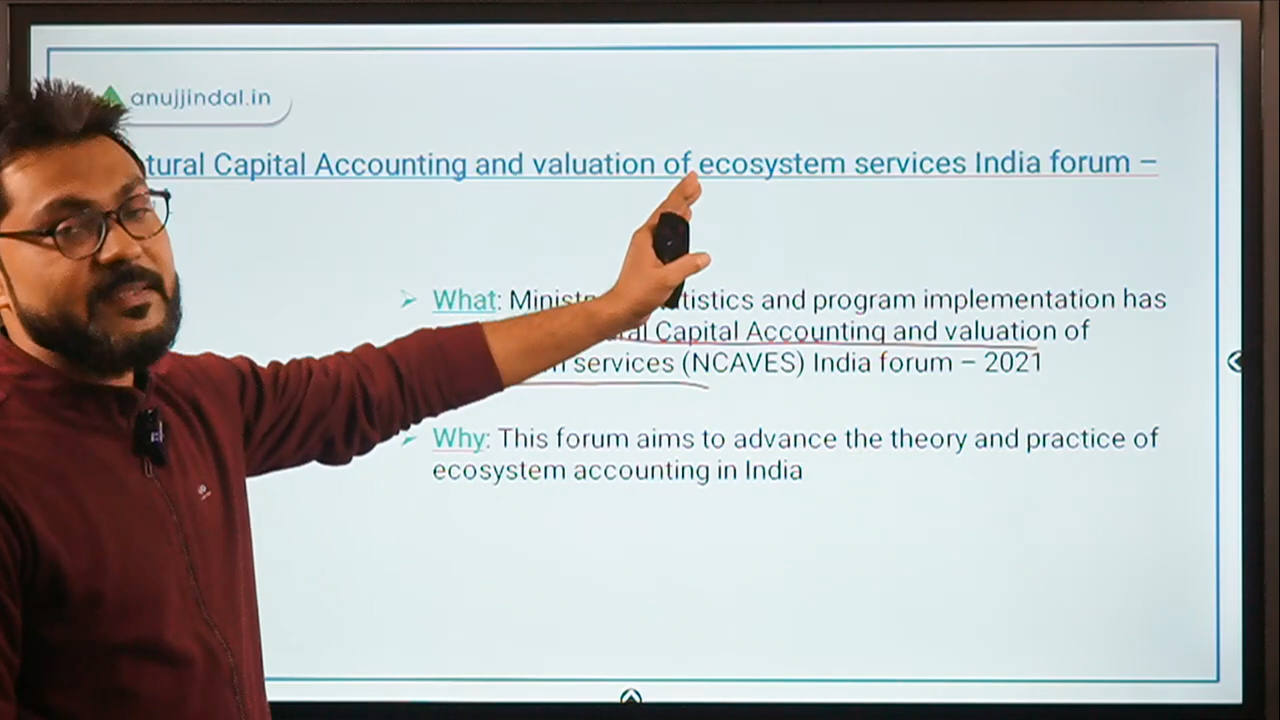 anujjindal.in
tural Capital Accounting and valuation of ecosystem services India forum –
What: Minist tistics and program implementation has
al Capital Accounting and valuation of
services (NCAVES) India forum – 2021
Why: This forum aims to advance the theory and practice of
ecosystem accounting in India